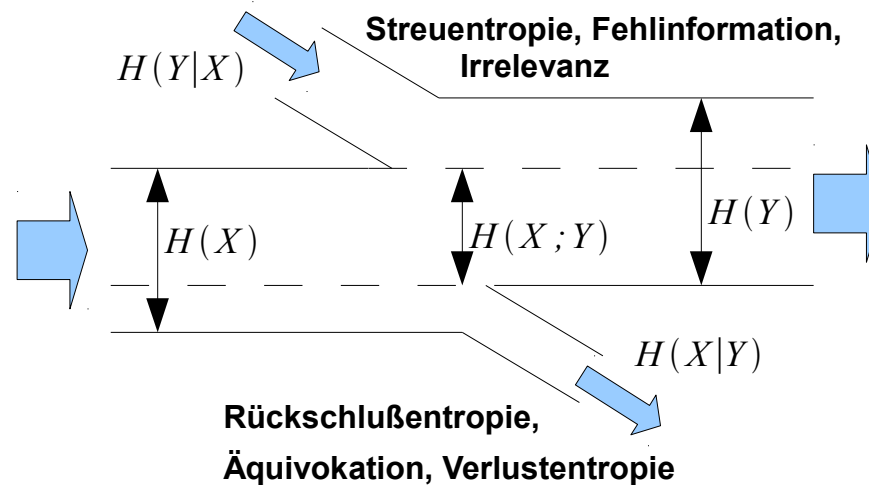 Streuentropie, Fehlinformation,
Irrelevanz
H(Y|X)
H(X)
H(X;Y)
H(Y)
H(X|Y)
Rückschlußentropie,
Äquivokation, Verlustentropie